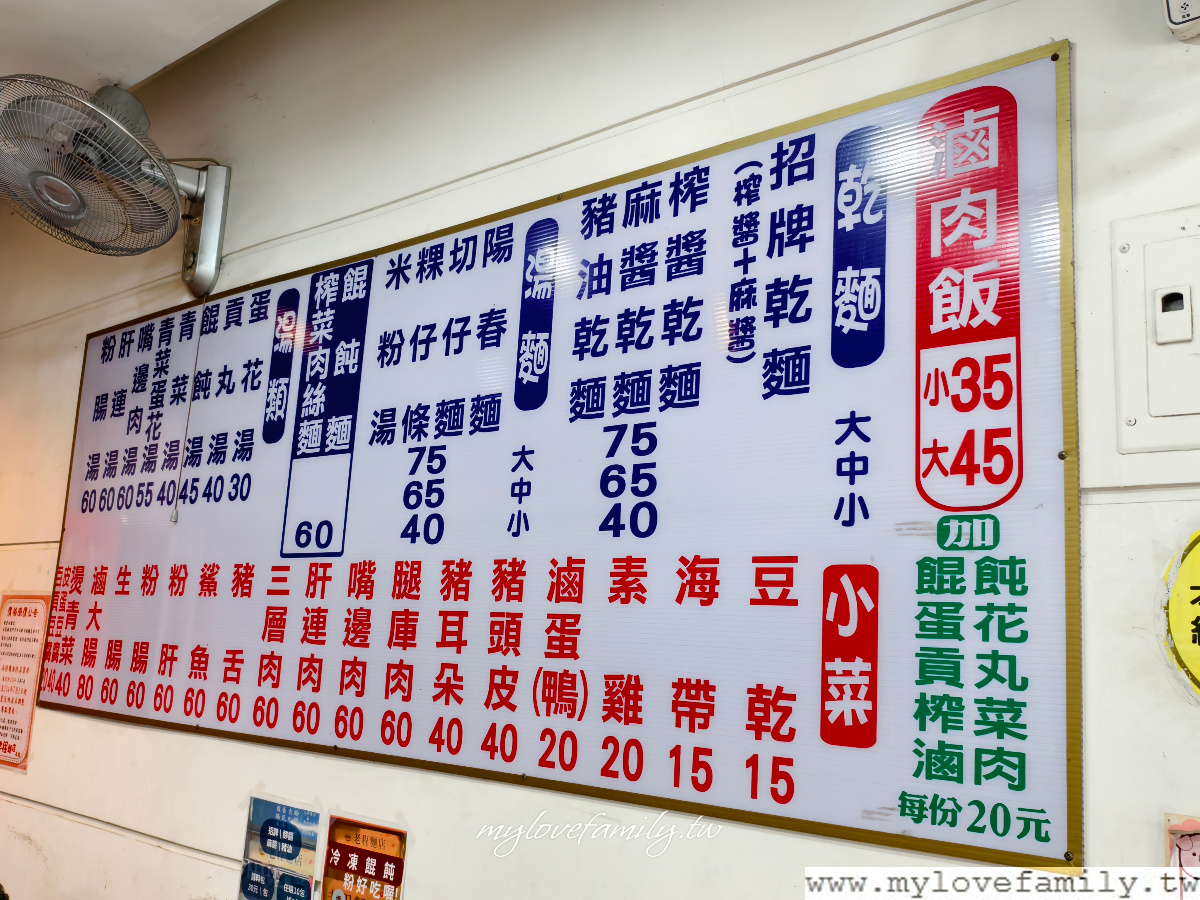 滷肉飯
小35
大45
加
餛飩
蛋花
貢丸
榨菜
滷肉
每份20元
乾麵
大中小
招牌乾麵
(榨醬十麻醬)
榨醬乾麵
麻醬乾麵
豬油乾麵
75
65
40
湯麵
大中小
陽春麵
切仔麵
粿仔條
米粉湯
75
65
40
餛飩麵
榨菜肉絲麵
60
湯類
蛋花湯30
貢丸湯40
餛飩湯45
青菜湯40
青菜蛋花湯55
嘴邊肉湯60
肝連湯60
粉腸湯60
小菜
豆乾15
海帶15
素雞20
滷蛋(鴨)20
豬頭皮40
豬耳朵40
腿庫肉60
嘴邊肉60
肝連肉60
三層肉60
豬舌60
鯊魚60
粉肝60
粉腸60
生腸60
滷大腸80
燙青菜40
老程麵店
冷凍餛飩
粉好吃喔!
mylovefamily.tw
www.mylovefamily.tw